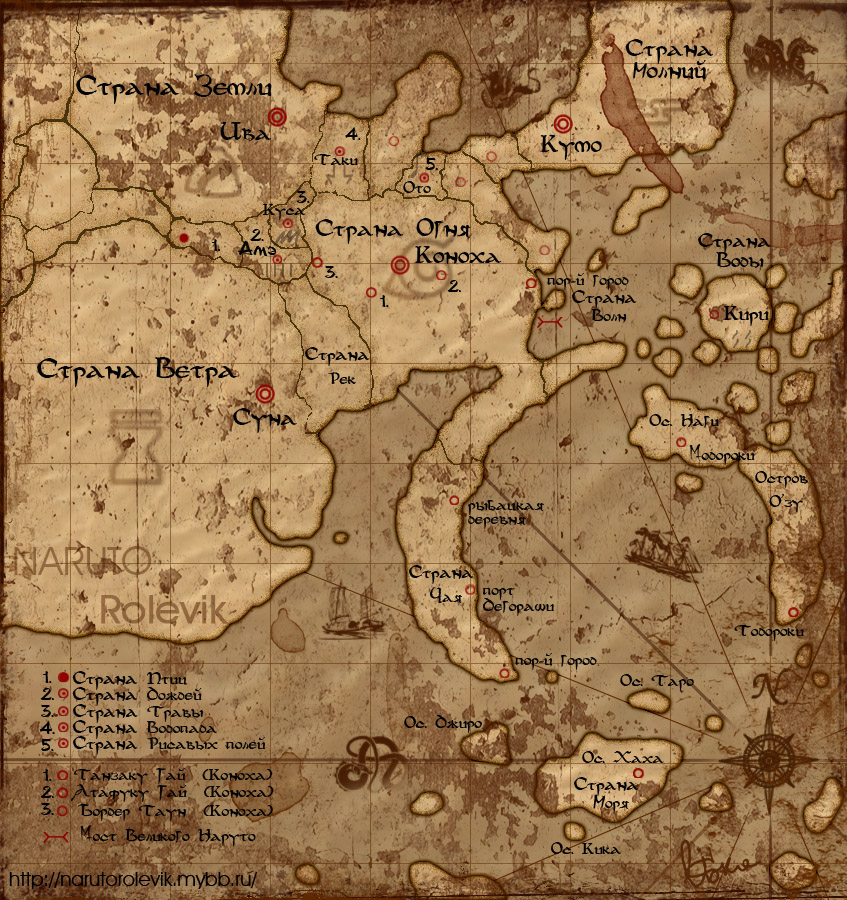 Страна Земли
Ива
Страна
Молний
Кумо
4.
Таки
5.
Ото
3.
Куса
2.
Амэ
1.
3.
Страна Огня
Коноха
2.
1.
пор-й Город
Страна
Волн
Страна
Воды
Кири
Страна Ветра
Суна
Страна
Рек
Ос. Наги
Модороки
Остров
О'зу
Тодороки
рыбацкая
деревня
Страна
Чая
порт
Дегораши
пор-й Город
NARUTO
Rolevik
Ос. Таро
Ос. Джиро
Ос. Хаха
Страна
Моря
Ос. Кика
N
1. Страна Птиц
2. Страна Дождей
3. Страна Травы
4. Страна Водопада
5. Страна Рисавых полей
1. Танзаку Гай (Коноха)
2. Атафуку Гай (Коноха)
3. Бордер Таун (Коноха)
Мост Великого Наруто
http://narutorolevik.mybb.ru/